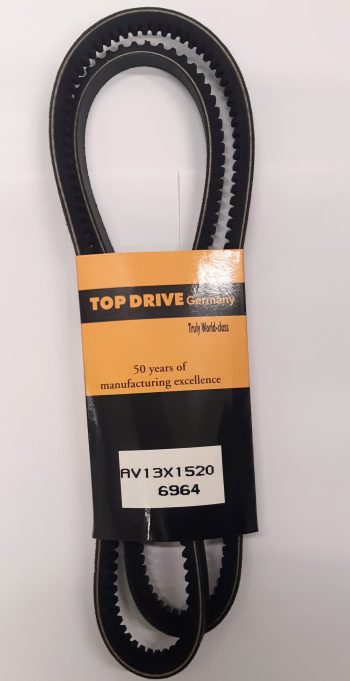 TOP DRIVE Germany
Truly World-class
50 years of
manufacturing excellence
AV13X1520
6964